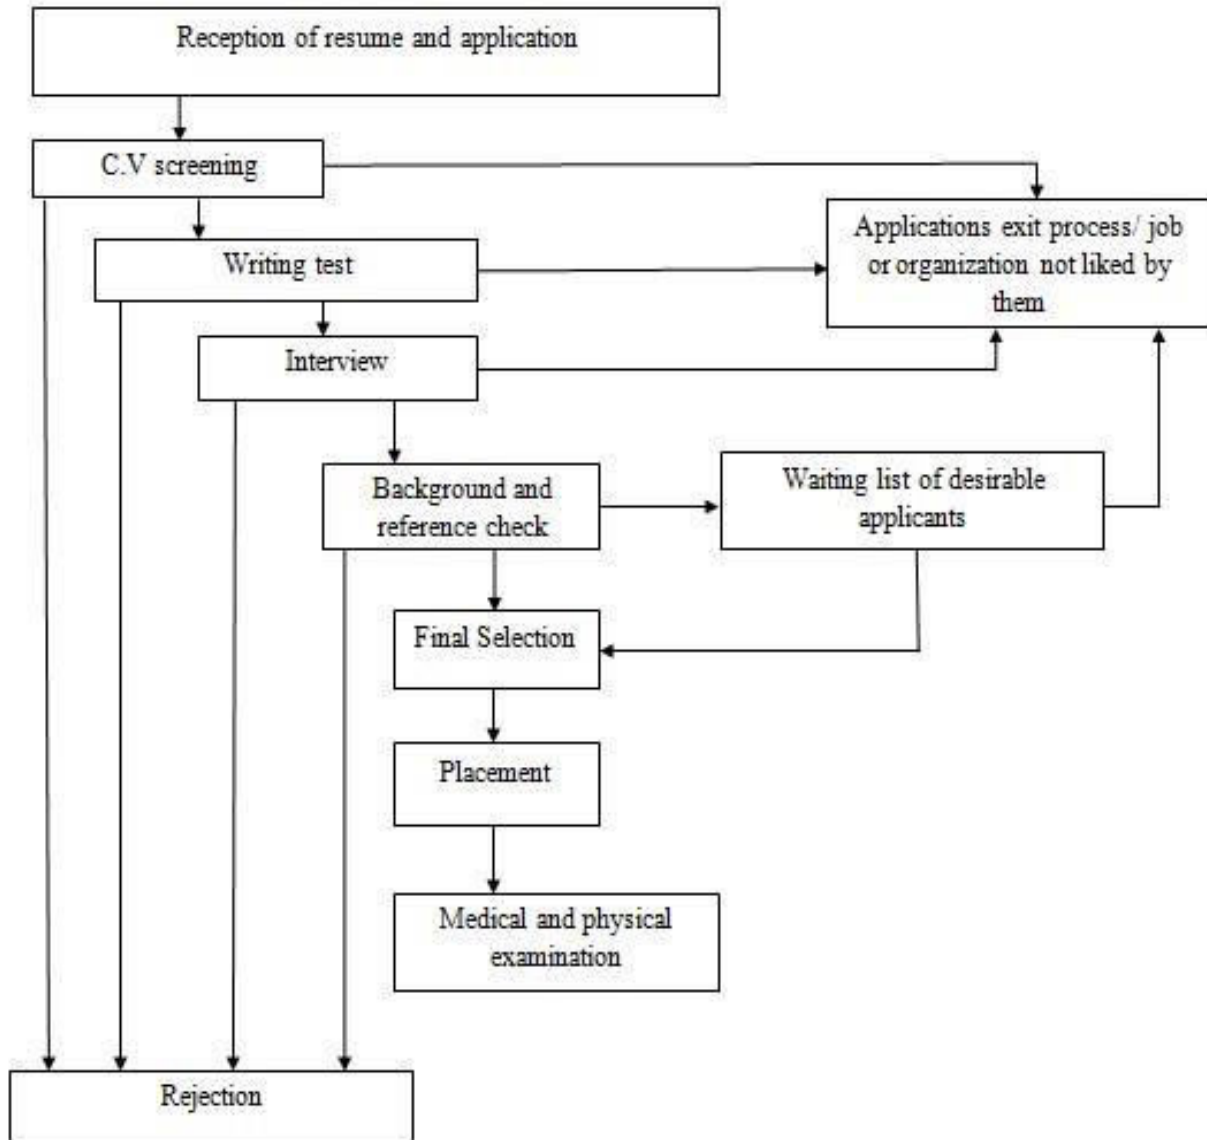 Reception of resume and application
C.V screening
Applications exit process/ job
or organization not liked by
them
Writing test
Interview
Background and
reference check
Waiting list of desirable
applicants
Final Selection
Placement
Medical and physical
examination
Rejection